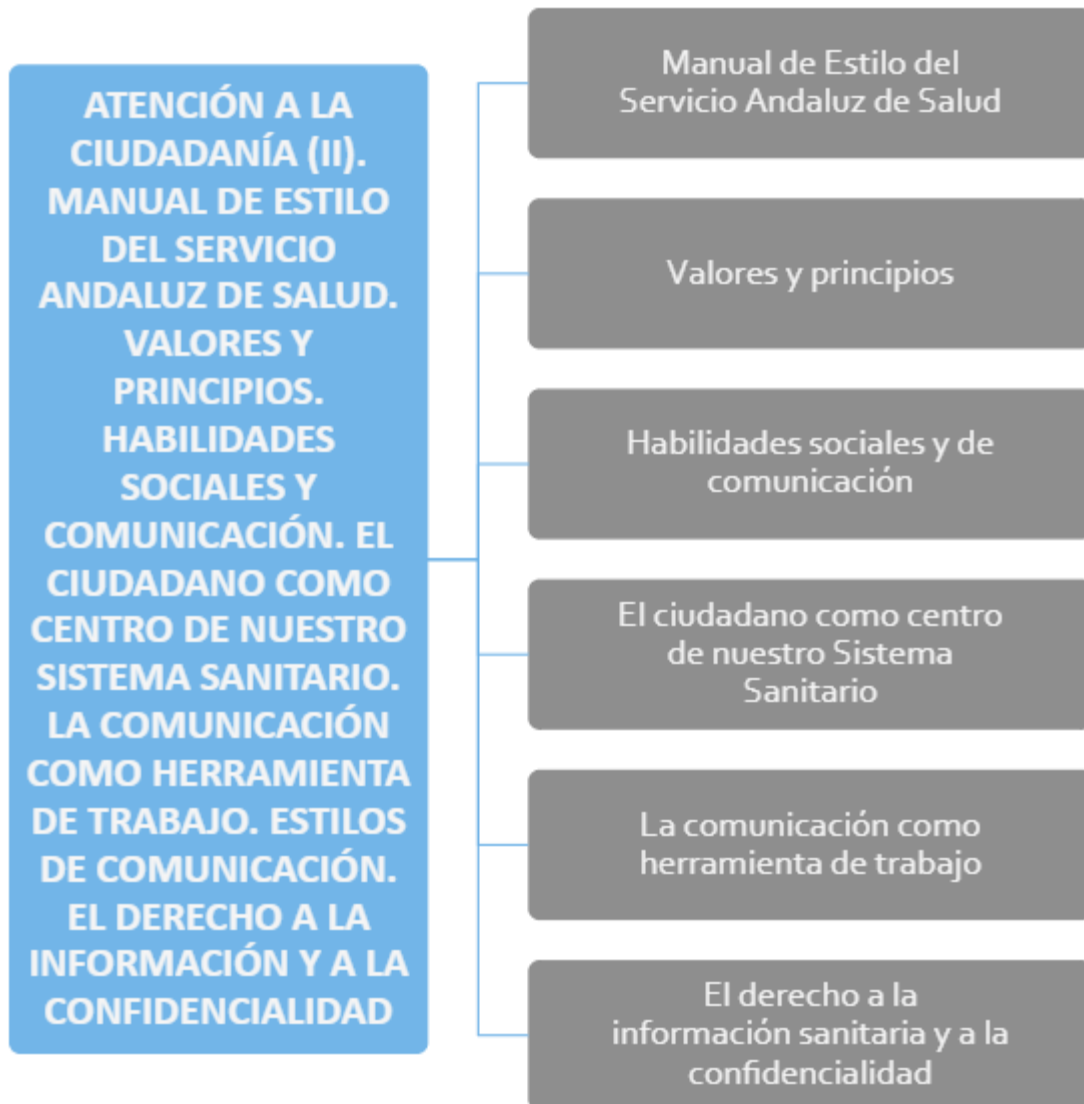 ATENCIÓN A LA
CIUDADANÍA (II).
MANUAL DE ESTILO
DEL SERVICIO
ANDALUZ DE SALUD.
VALORES Y
PRINCIPIOS.
HABILIDADES
SOCIALES Y
COMUNICACIÓN. EL
CIUDADANO COMO
CENTRO DE NUESTRO
SISTEMA SANITARIO.
LA COMUNICACIÓN
COMO HERRAMIENTA
DE TRABAJO. ESTILOS
DE COMUNICACIÓN.
EL DERECHO A LA
INFORMACIÓN Y A LA
CONFIDENCIALIDAD
Manual de Estilo del
Servicio Andaluz de Salud
Valores y principios
Habilidades sociales y de
comunicación
El ciudadano como centro
de nuestro Sistema
Sanitario
La comunicación como
herramienta de trabajo
El derecho a la
información sanitaria y a la
confidencialidad